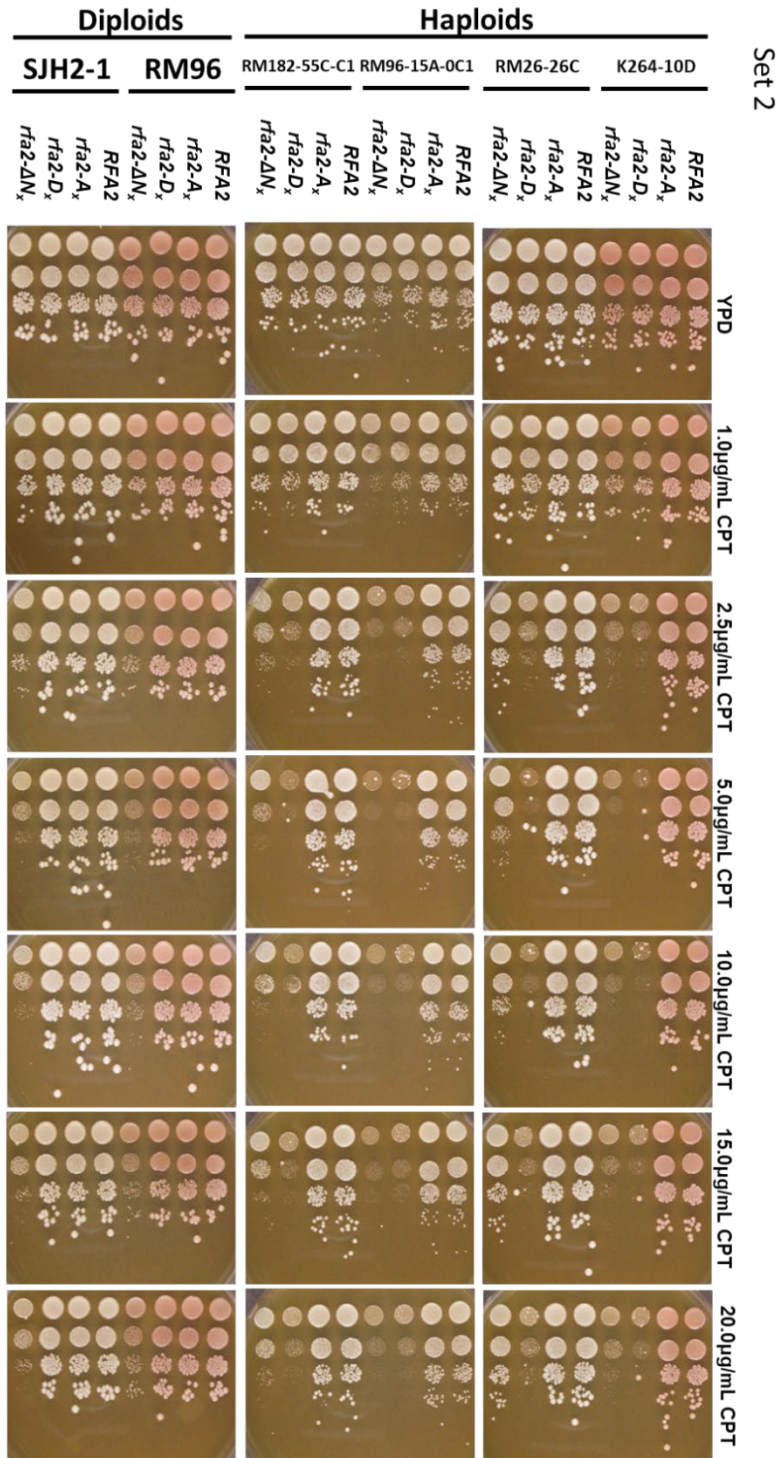 Set 2
Diploids
Haploids
SJH2-1
RM96
RM182-55C-C1
RM96-15A-0C1
RM26-26C
K264-10D
rfa2-ΔNₓ
rfa2-Dₓ
rfa2-Aₓ
RFA2
rfa2-ΔNₓ
rfa2-Dₓ
rfa2-Aₓ
RFA2
rfa2-ΔNₓ
rfa2-Dₓ
rfa2-Aₓ
RFA2
rfa2-ΔNₓ
rfa2-Dₓ
rfa2-Aₓ
RFA2
rfa2-ΔNₓ
rfa2-Dₓ
rfa2-Aₓ
RFA2
rfa2-ΔNₓ
rfa2-Dₓ
rfa2-Aₓ
RFA2
YPD
1.0µg/mL CPT
2.5µg/mL CPT
5.0µg/mL CPT
10.0µg/mL CPT
15.0µg/mL CPT
20.0µg/mL CPT